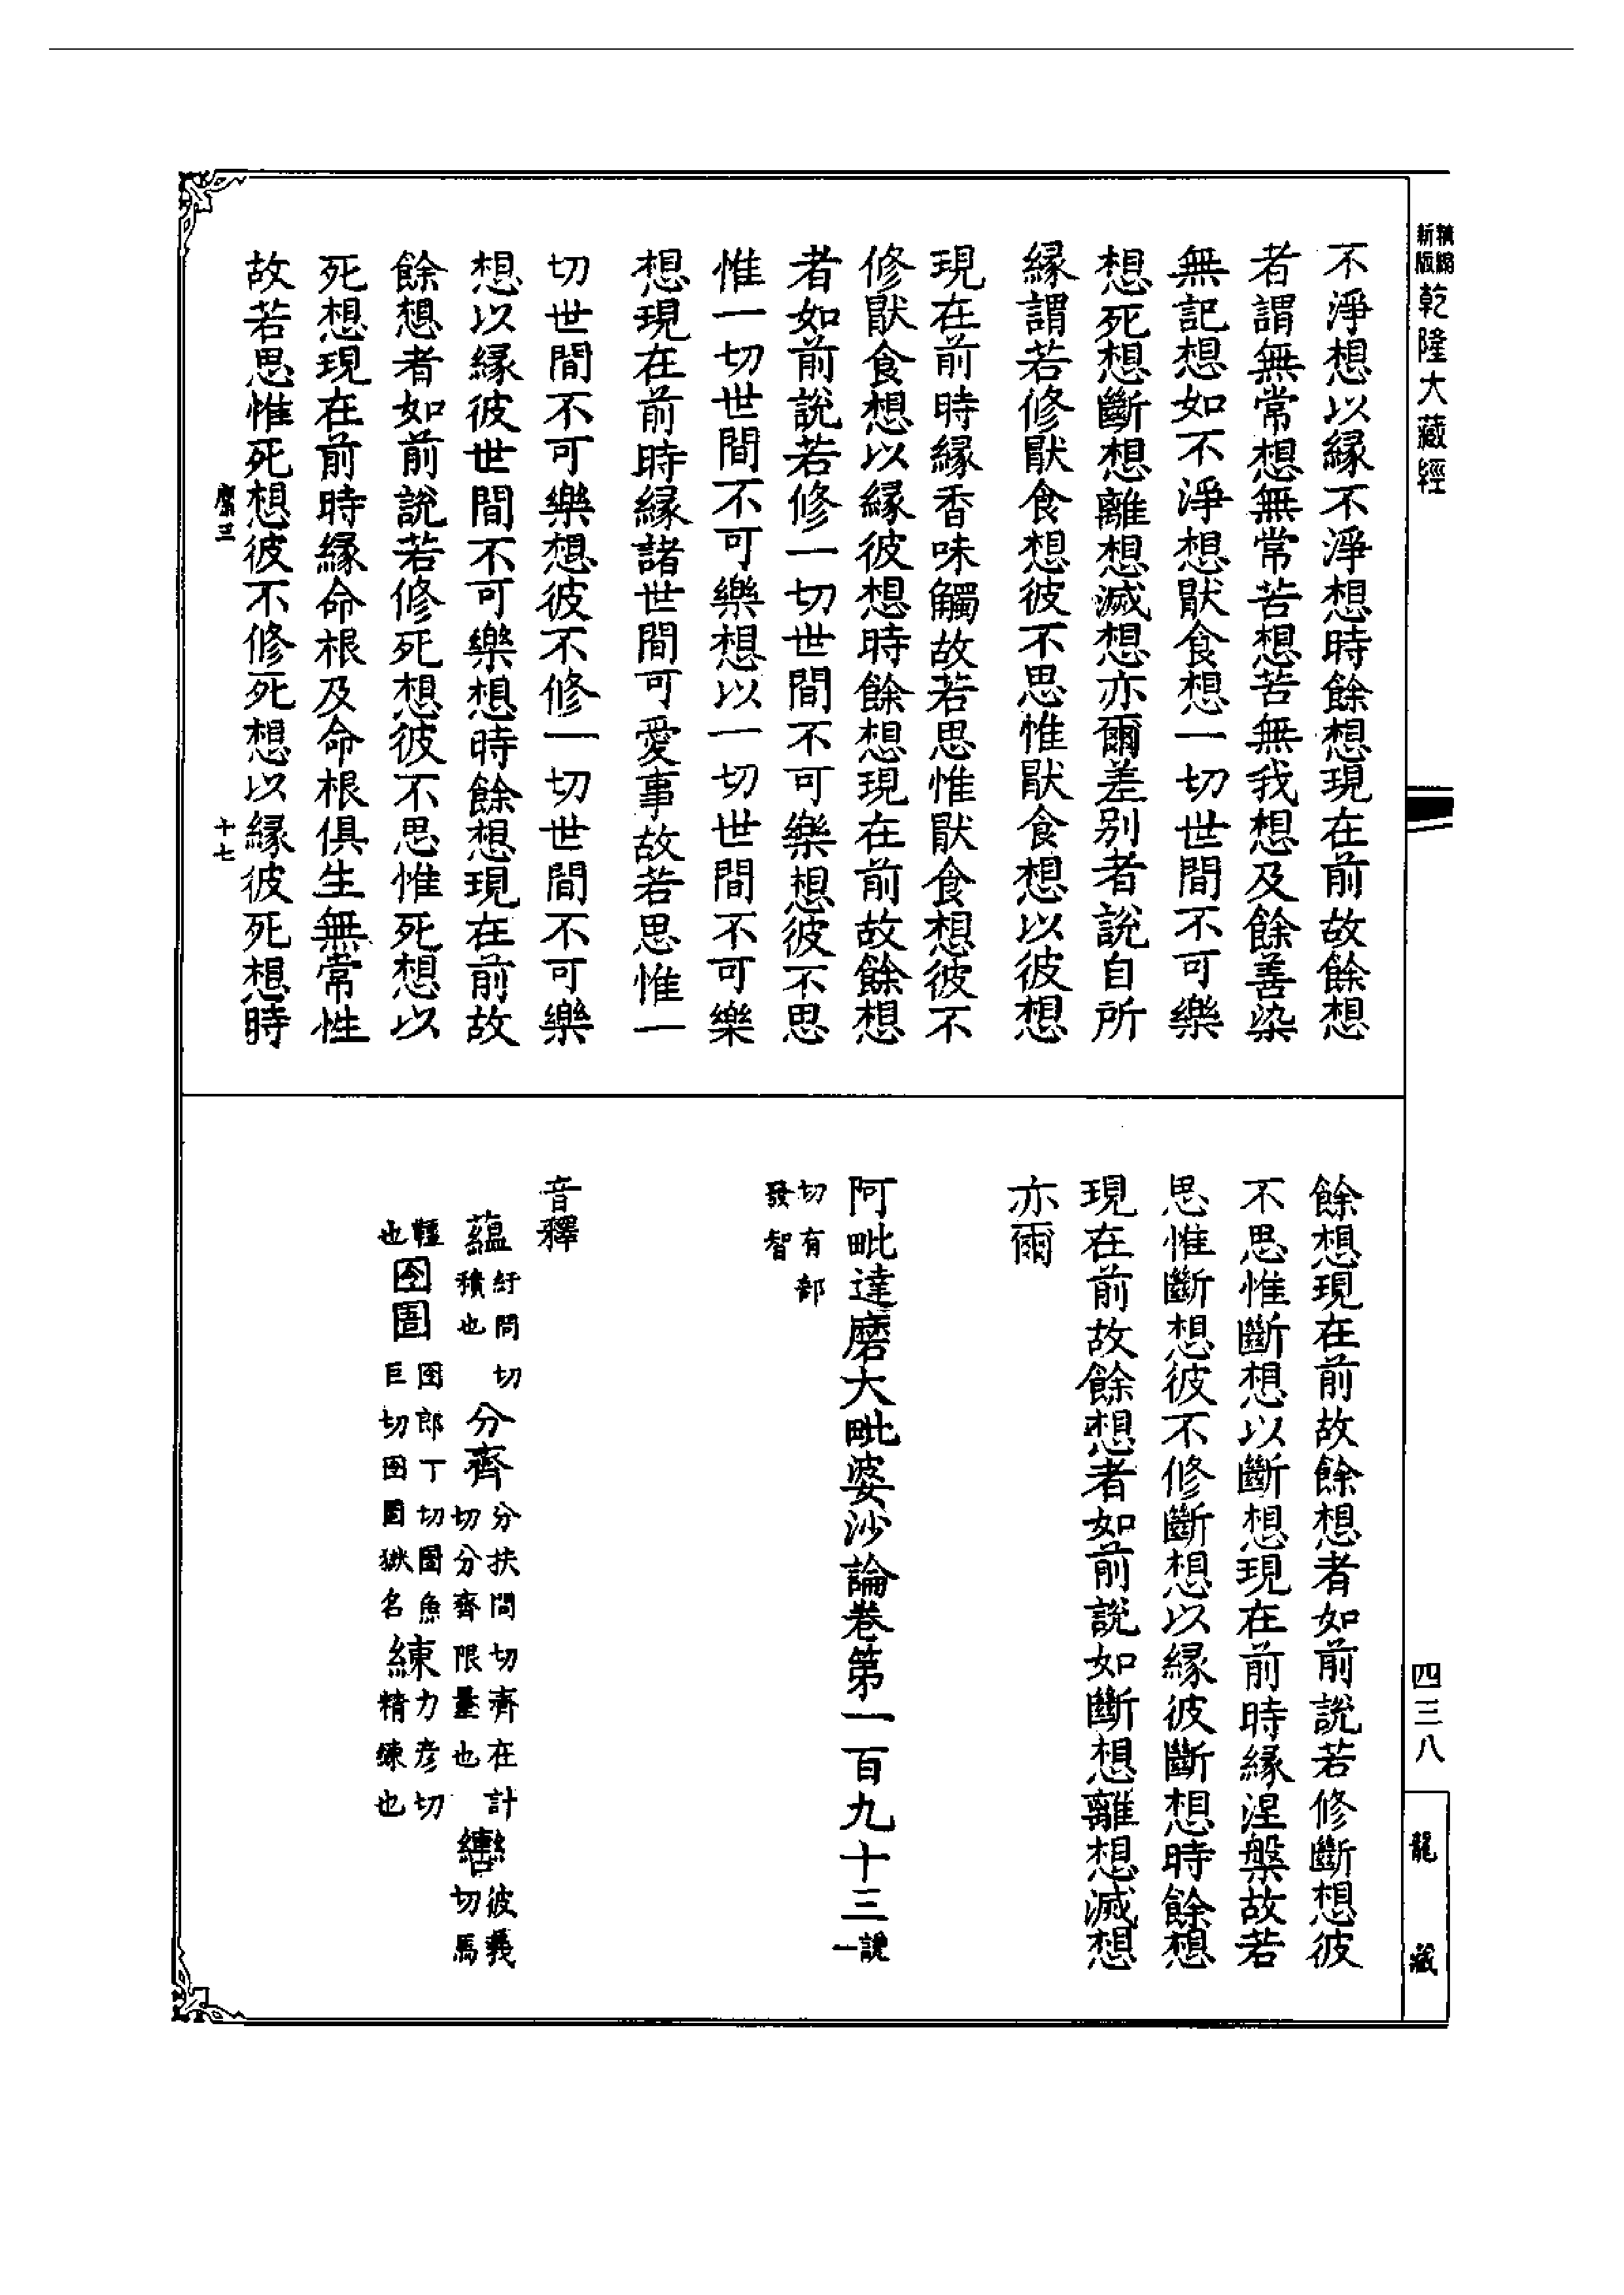 精縮新版乾隆大藏經
不淨想以緣不淨想時餘想現在前故餘想
者謂無常想無常苦想苦無我想及餘善染
無記想如不淨想猒食想一切世間不可樂
想死想斷想離想滅想亦爾差別者說自所
緣謂若修猒食想彼不思惟猒食想以彼想
現在前時緣香味觸故若思惟猒食想彼不
修猒食想以緣彼想時餘想現在前故餘想
者如前說若修一切世間不可樂想彼不思
惟一切世間不可樂想以一切世間不可樂
想現在前時緣諸世間可愛事故若思惟一
切世間不可樂想彼不修一切世間不可樂
想以緣彼世間不可樂想時餘想現在前故
餘想者如前說若修死想彼不思惟死想以
死想現在前時緣命根及命根俱生無常性
故若思惟死想彼不修死想以緣彼死想時
十七
餘想現在前故餘想者如前說若修斷想彼
不思惟斷想以斷想現在前時緣涅槃故若
思惟斷想彼不修斷想以緣彼斷想時餘想
現在前故餘想者如前說如斷想離想滅想
亦爾
阿毗達磨大毗婆沙論卷第一百九十三說一
切有部
發智
音釋
蘊紆問切積也分齊分扶問切齊在計切分齊限量也轡彼義切馬
韁也囹圄囹郎丁切圄魚巨切囹圄獄名練力彥切精練也
四三八
龍藏